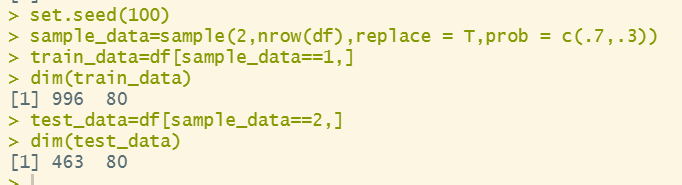 > set.seed(100)
> sample_data=sample(2,nrow(df),replace = T,prob = c(.7,.3))
> train_data=df[sample_data==1,]
> dim(train_data)
[1] 996  80
> test_data=df[sample_data==2,]
> dim(test_data)
[1] 463  80
>